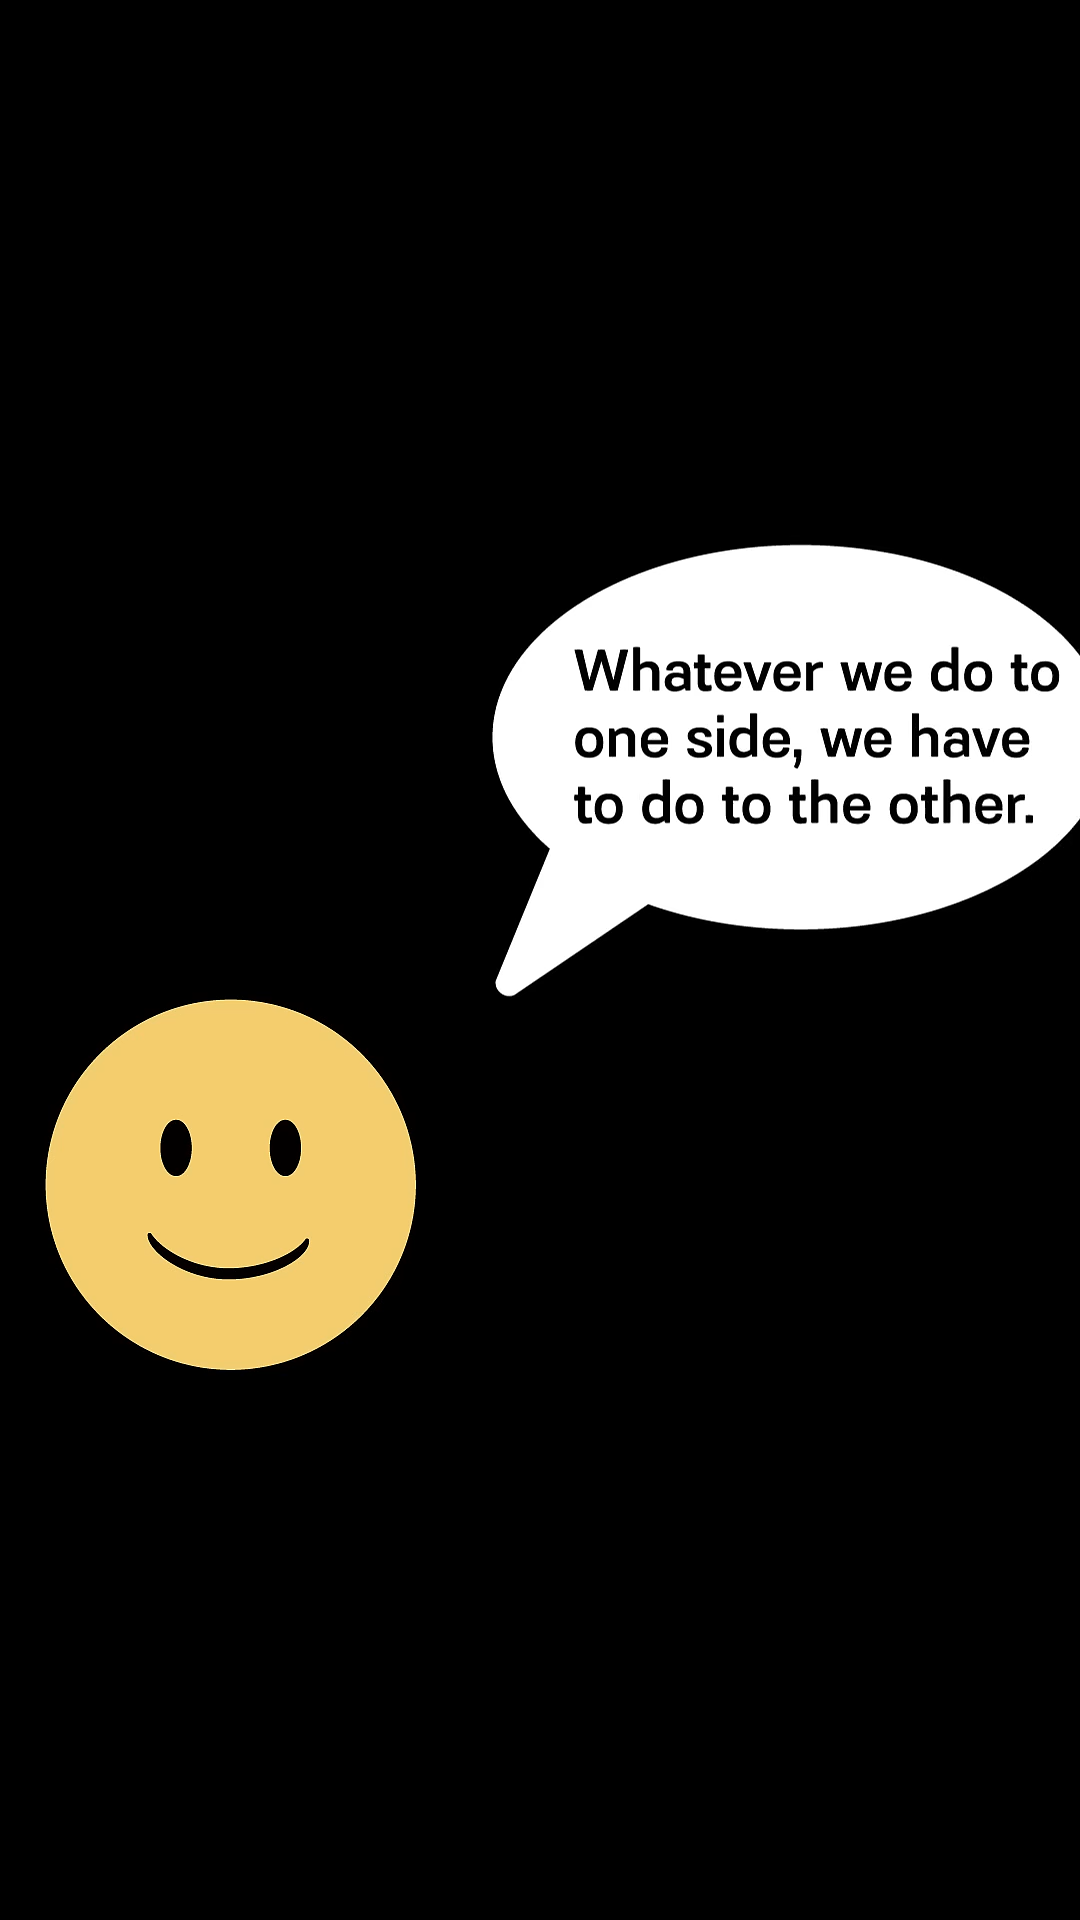 Whatever we do to
one side, we have
to do to the other.